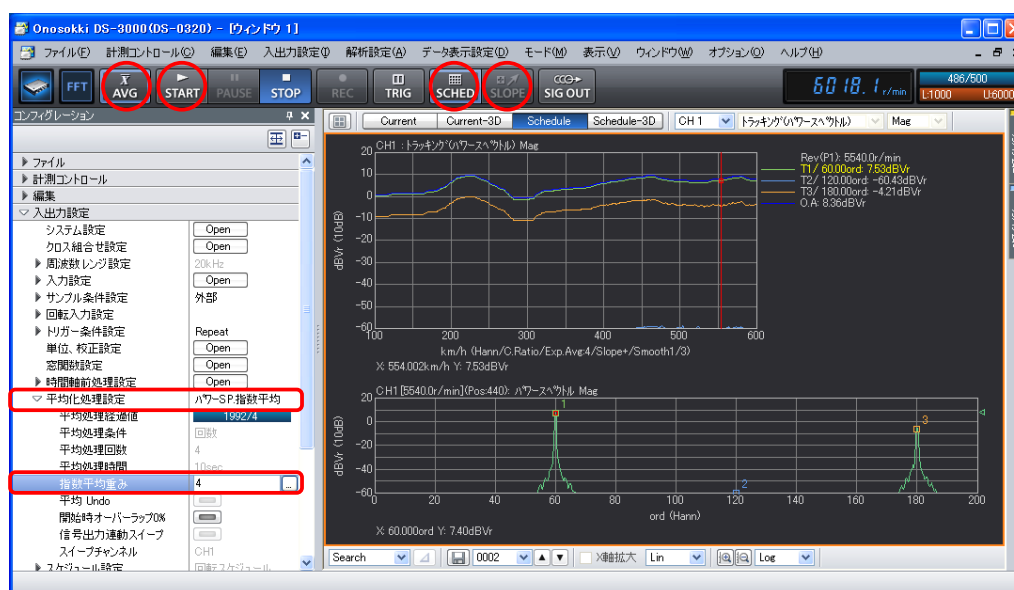 Onosokki DS-3000(DS-0320) - [ウィンドウ 1]
ファイル(F) 計測コントロール(C) 編集(E) 入出力設定(I) 解析設定(A) データ表示設定(D) モード(M) 表示(V) ウィンドウ(W) オプション(O) ヘルプ(H)
FFT AVG START PAUSE STOP REC TRIG SCHED SLOPE SIG OUT 6018.1 r/min 486/500
L:1000 U:6000
コンフィグレーション
Current Current-3D Schedule Schedule-3D CH 1 トラッキング(パワースペクトル) Mag
ファイル
計測コントロール
編集
入出力設定
システム設定 Open
クロス組合せ設定 Open
周波数レンジ設定 20kHz
入力設定 Open
サンプル条件設定 外部
回転入力設定
トリガー条件設定 Repeat
単位、校正設定 Open
窓関数設定 Open
時間軸前処理設定 Open
平均化処理設定 パワーSP.指数平均
平均処理経過値 1992/4
平均処理条件 回数
平均処理回数 4
平均処理時間 10sec
指数平均重み 4 ...
平均 Undo
開始時オーバーラップ0%
信号出力連動スイープ
スイープチャンネル CH1
スケジュール設定 回転スケジュール
CH1 : トラッキング(パワースペクトル) Mag
Rev(P1): 5540.0r/min
T1/ 60.00ord: 7.53dBVr
T2/ 120.00ord: -60.43dBVr
T3/ 180.00ord: -4.21dBVr
O.A: 8.36dBVr
20
10
0
-10
-20
-30
-40
-50
-60
dBVr (10dB)
100 200 300 400 500 600
km/h (Hann/C.Ratio/Exp.Avg:4/Slope+/Smooth1/3)
X: 554.002km/h Y: 7.53dBVr
CH1 [5540.0r/min](Pos:440): パワースペクトル Mag
20
0
-20
-40
-60
dBVr (10dB)
1
2
3
0 20 40 60 80 100 120 140 160 180 200
ord (Hann)
X: 60.000ord Y: 7.40dBVr
Search 0002 X軸拡大 Lin Log